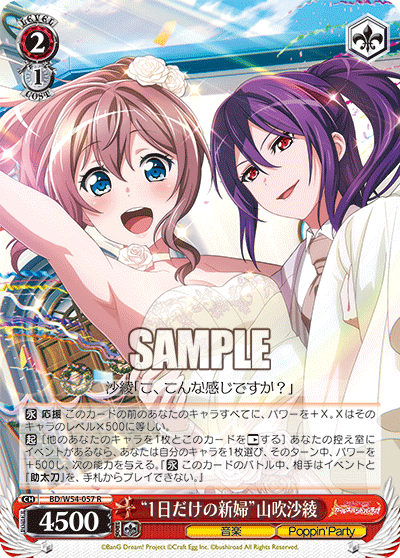 LEVEL
2
1
COST
SAMPLE
沙綾「こ、こんな感じですか？」
永 応援 このカードの前のあなたのキャラすべてに、パワーを＋X。Xはその
キャラのレベル×500に等しい。
起 ［他のあなたのキャラを1枚とこのカードをする］ あなたの控え室に
イベントがあるなら、あなたは自分のキャラを1枚選び、そのターン中、パワーを
＋500し、次の能力を与える。『永 このカードのバトル中、相手はイベントと
「助太刀」を手札からプレイできない。』
CH BD/W54-057 R
4500
“1日だけの新婦”山吹沙綾
音楽 Poppin'Party
©BanG Dream! Project ©Craft Egg Inc. ©bushiroad All Rights Reserved.